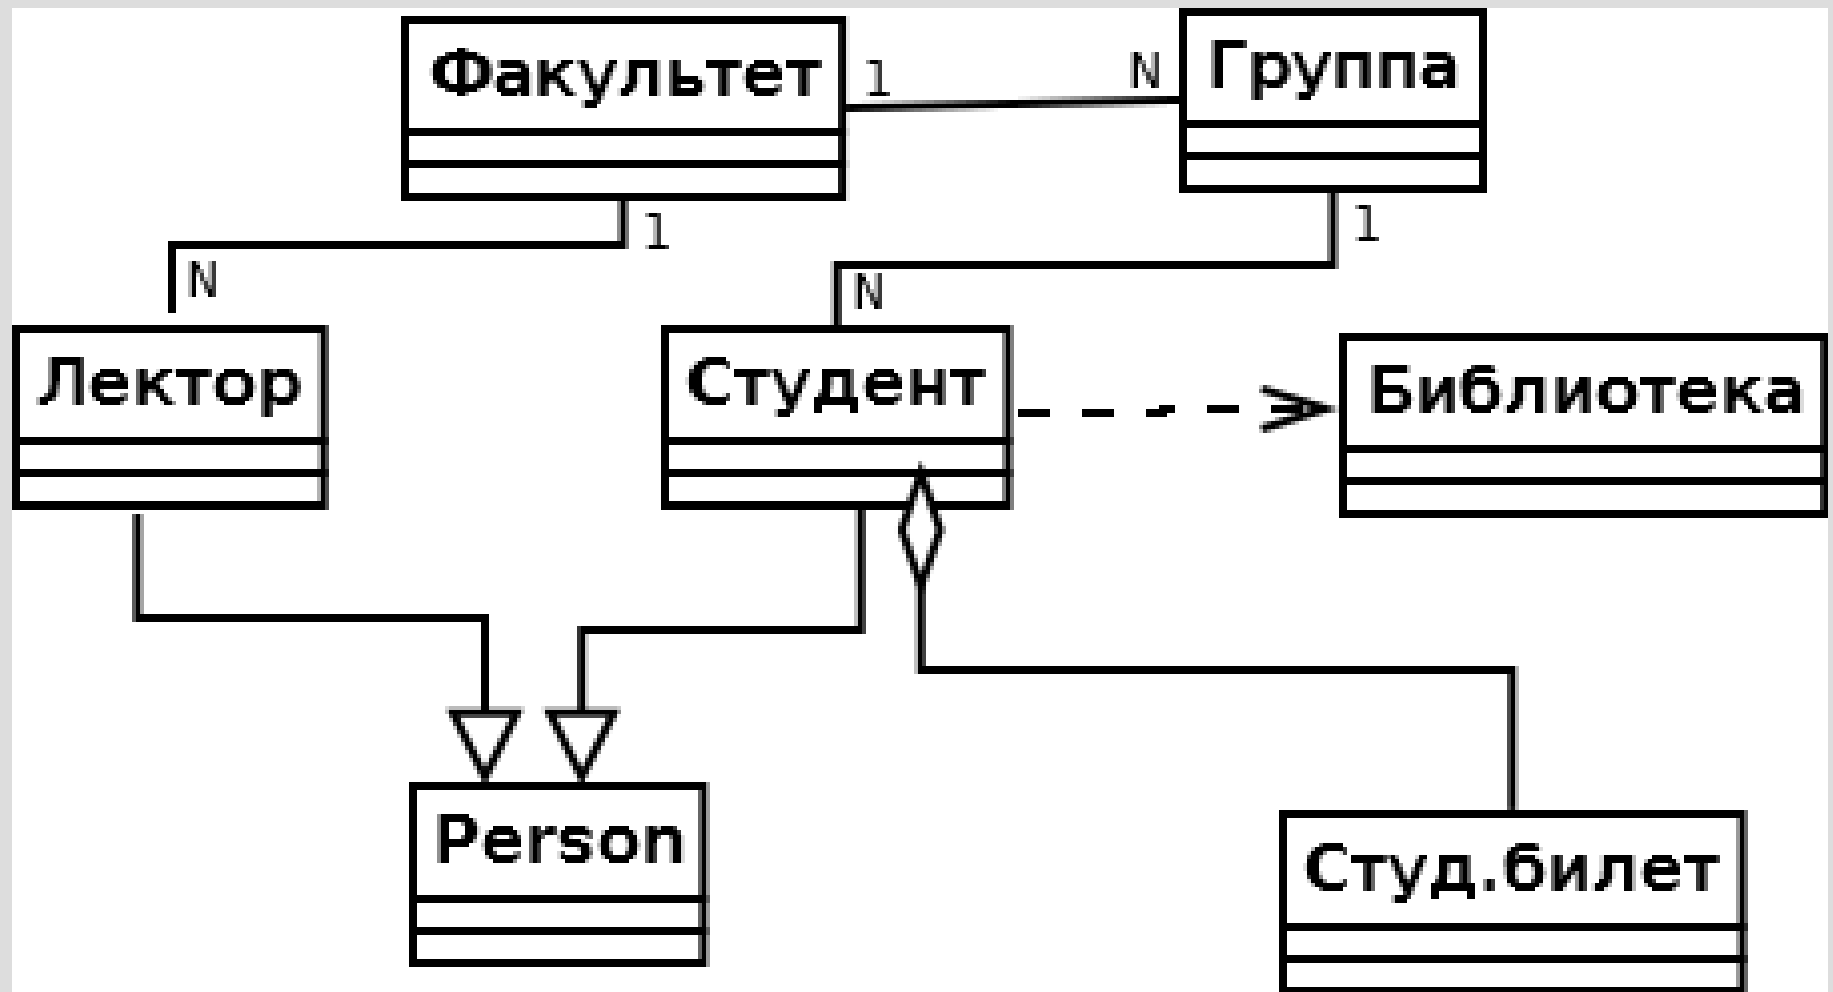 Факультет
1
N
Группа
1
N
1
N
Лектор
Студент
Библиотека
Person
Студ.билет